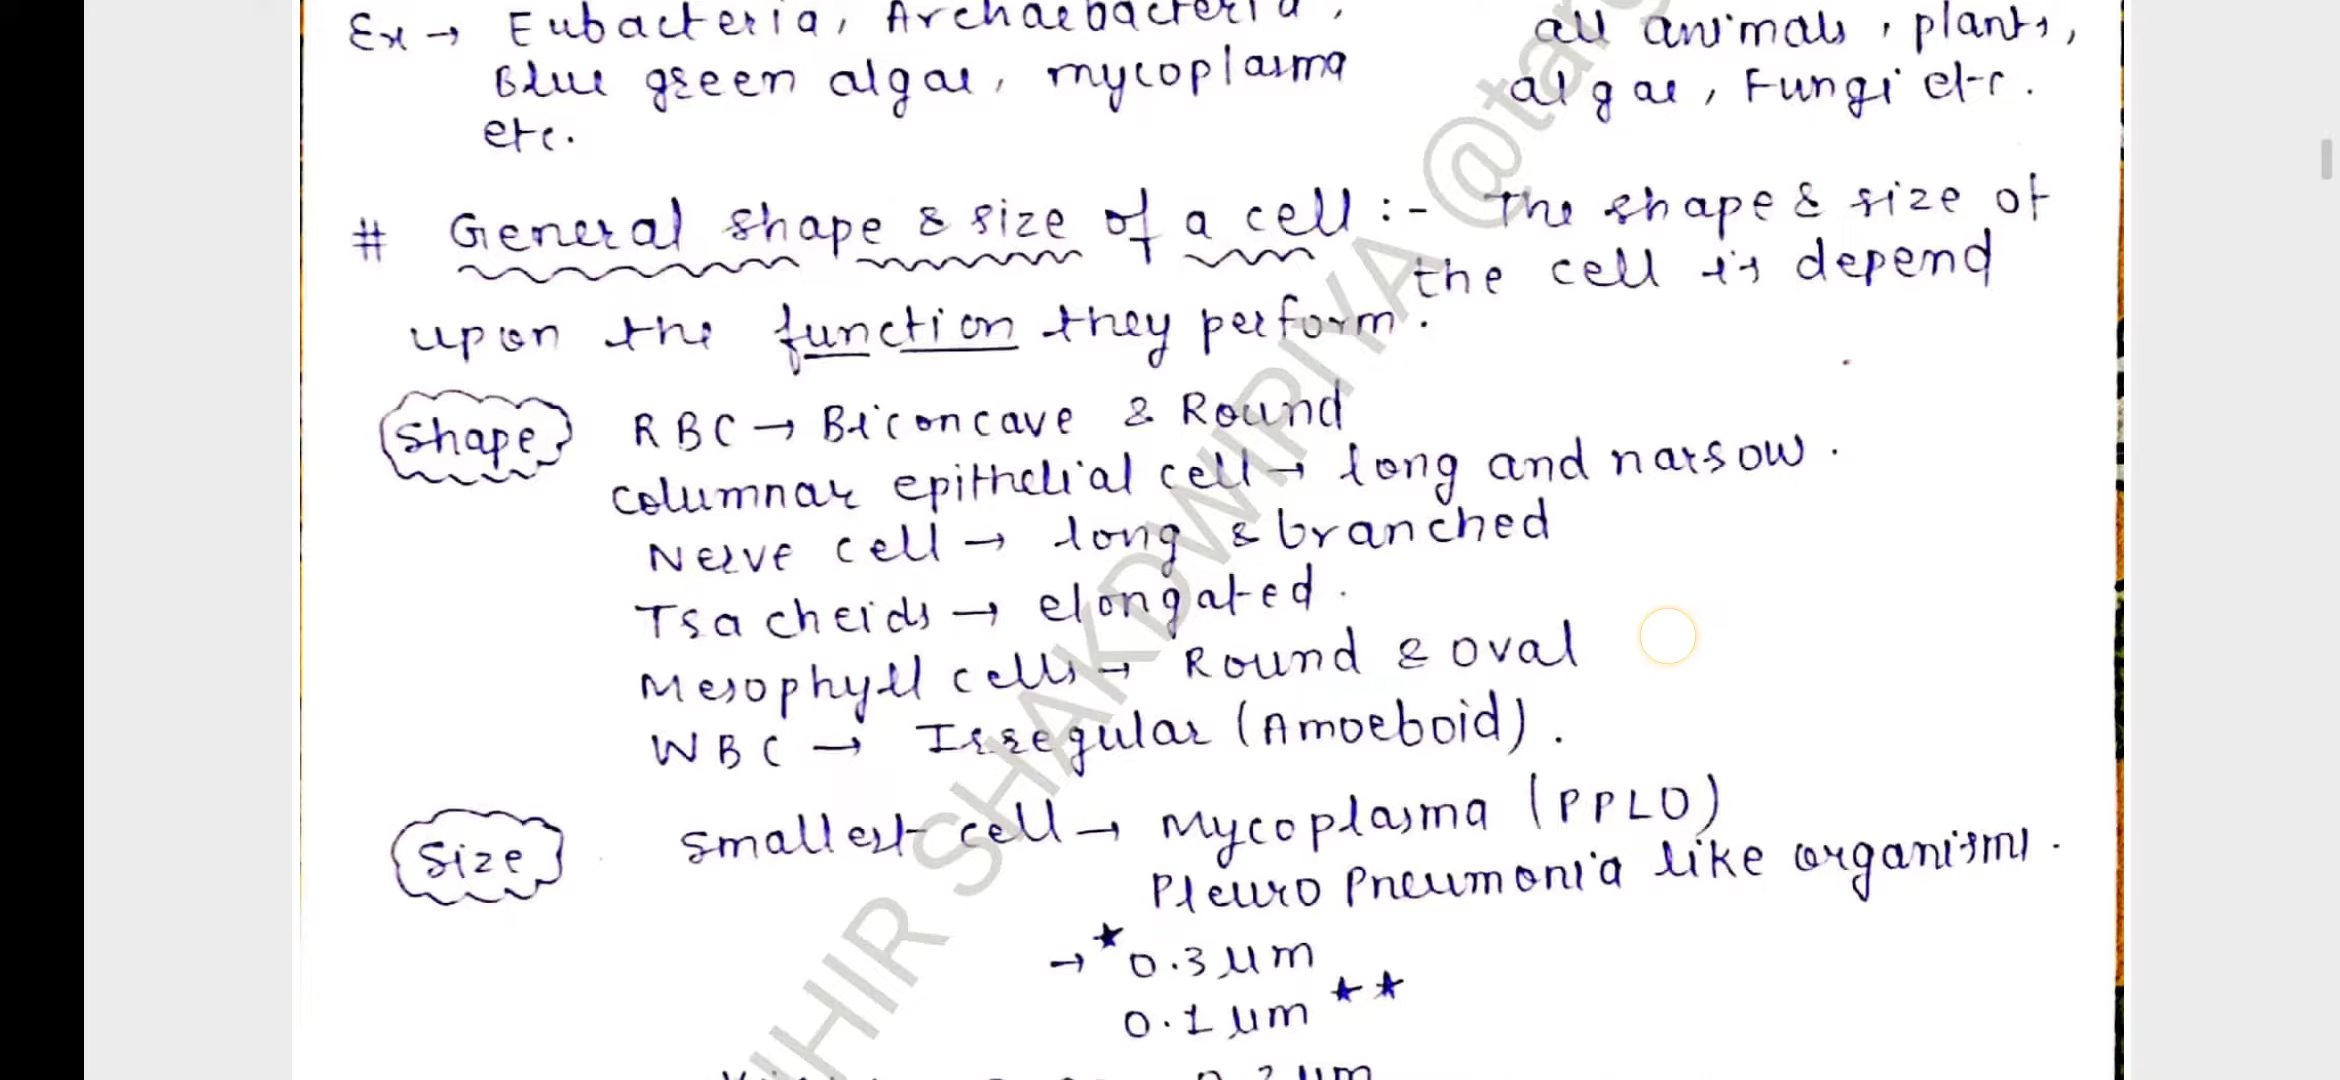 Ex → Eubacteria, Archaebacteria,
Blue green algae, mycoplasma
etc.
all animals, plants,
algae, Fungi etc.
# General shape & size of a cell :- The shape & size of
the cell is depend
upon the function they perform.
Shape
RBC → Biconcave & Round
columnar epithelial cell → long and narrow.
Nerve cell → long & branched
Tracheids → elongated.
Mesophyll cells → Round & oval
WBC → Irregular (Amoeboid).
Size
smallest cell → Mycoplasma (PPLO)
Pleuro Pneumonia like organisms.
→ * 0.3 μm
0.1 μm **
HIR SHAKDWIPIYA @targ